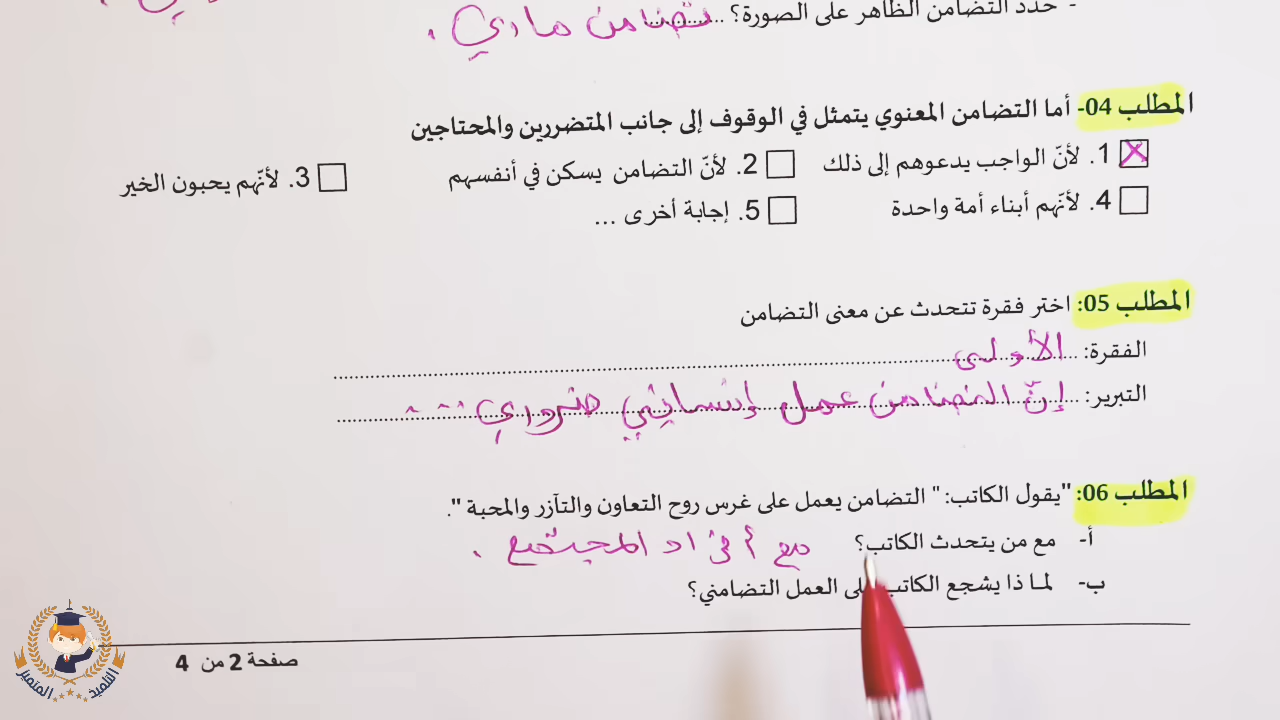 - حدد التضامن الظاهر على الصورة؟ ........ تضامن مادي .
المطلب 04- أما التضامن المعنوي يتمثل في الوقوف إلى جانب المتضررين والمحتاجين
1. لأنّ الواجب يدعوهم إلى ذلك 2. لأنّ التضامن يسكن في أنفسهم 3. لأنّهم يحبون الخير
4. لأنّهم أبناء أمة واحدة 5. إجابة أخرى ...
المطلب 05: اختر فقرة تتحدث عن معنى التضامن
الفقرة: الأولى
التبرير: إنّ التضامن عمل إنساني ضروري ...
المطلب 06: "يقول الكاتب: " التضامن يعمل على غرس روح التعاون والتآزر والمحبة ".
أ- مع من يتحدث الكاتب؟ مع أفراد المجتمع .
ب- لماذا يشجع الكاتب على العمل التضامني؟
صفحة 2 من 4
التلميذ المتميز